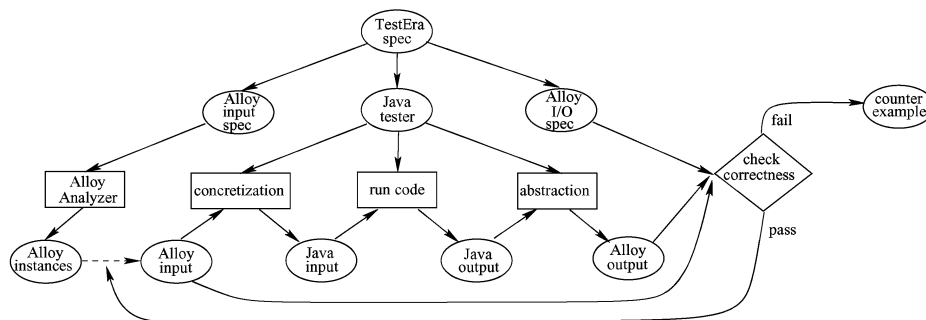 TestEra
spec
Alloy
input
spec
Java
tester
Alloy
I/O
spec
counter
example
fail
check
correctness
Alloy
Analyzer
concretization
run code
abstraction
pass
Alloy
instances
Alloy
input
Java
input
Java
output
Alloy
output